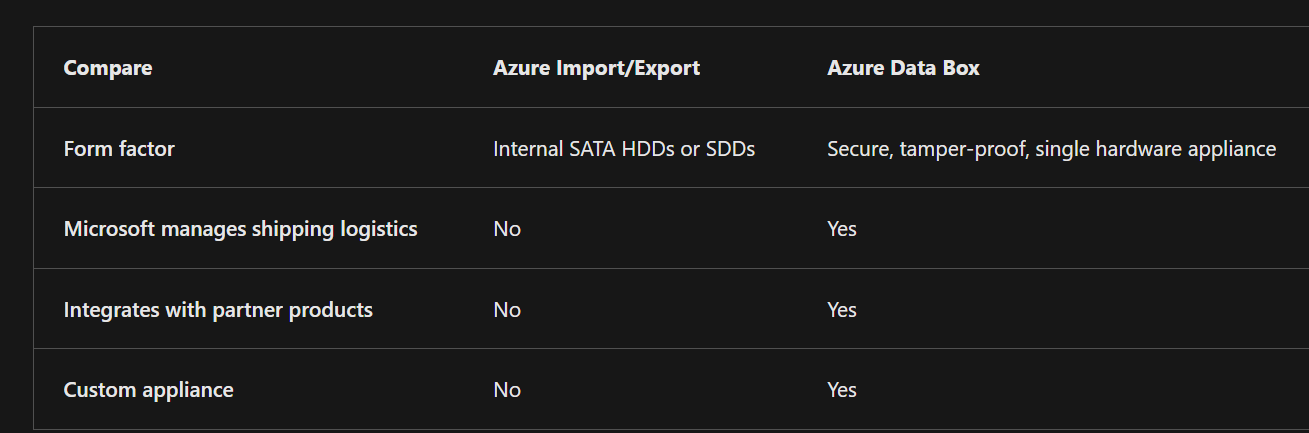 Compare Azure Import/Export Azure Data Box
Form factor Internal SATA HDDs or SDDs Secure, tamper-proof, single hardware appliance
Microsoft manages shipping logistics No Yes
Integrates with partner products No Yes
Custom appliance No Yes